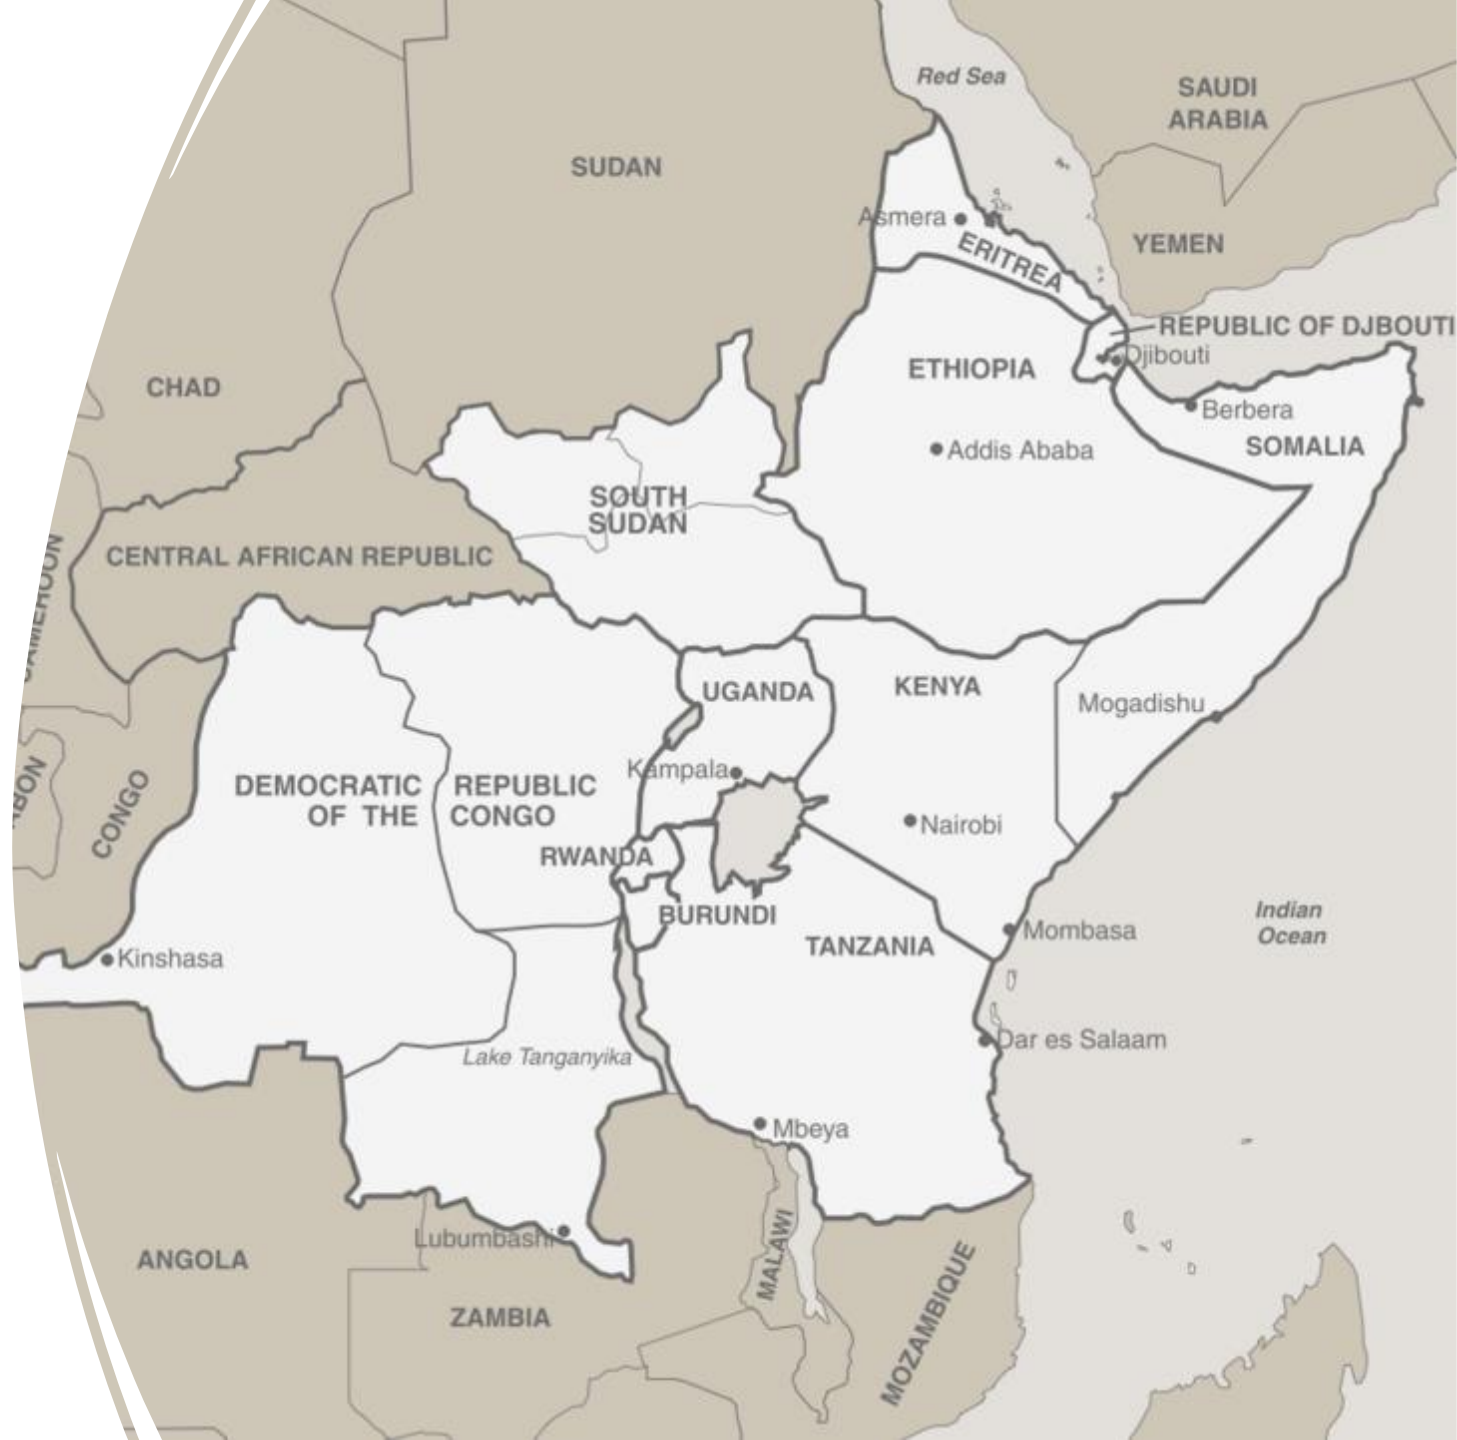 Red Sea
SAUDI
ARABIA
SUDAN
Asmera
ERITREA
YEMEN
REPUBLIC OF DJBOUTI
Djibouti
ETHIOPIA
CHAD
Berbera
SOMALIA
Addis Ababa
SOUTH
SUDAN
CENTRAL AFRICAN REPUBLIC
UGANDA
KENYA
Mogadishu
Kampala
DEMOCRATIC REPUBLIC
OF THE CONGO
CONGO
Nairobi
RWANDA
BURUNDI
TANZANIA
Mombasa
Indian
Ocean
Kinshasa
Dar es Salaam
Lake Tanganyika
Mbeya
Lubumbashi
ANGOLA
MALAWI
ZAMBIA
MOZAMBIQUE